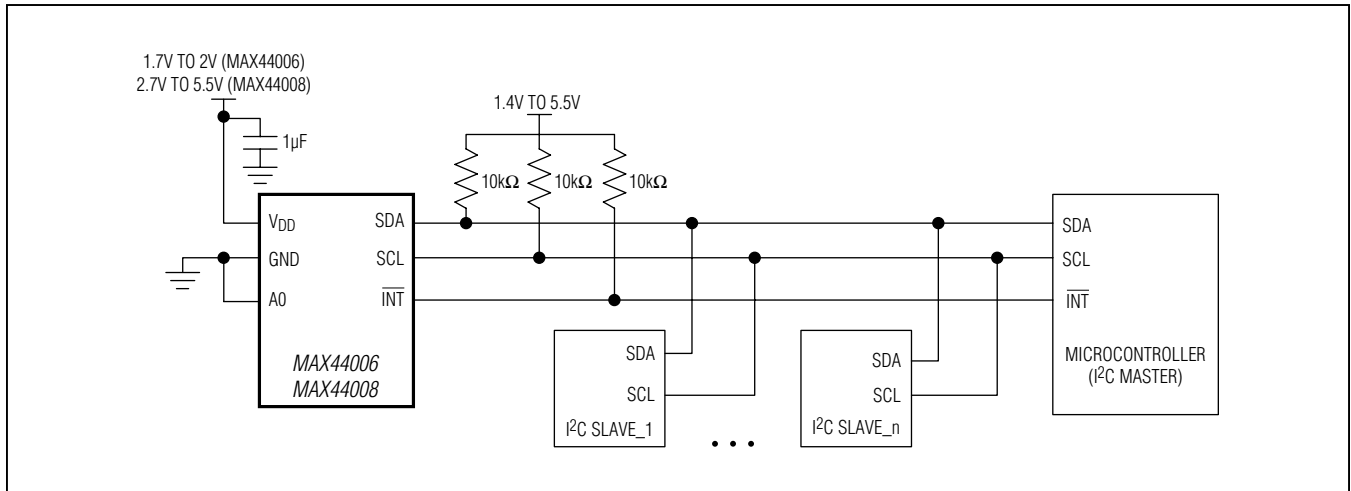 1.7V TO 2V (MAX44006)
2.7V TO 5.5V (MAX44008)
1µF
1.4V TO 5.5V
10kΩ
10kΩ
10kΩ
VDD
GND
A0
SDA
SCL
INT
MAX44006
MAX44008
SDA
SCL
I2C SLAVE_1
• • •
SDA
SCL
I2C SLAVE_n
SDA
SCL
INT
MICROCONTROLLER
(I2C MASTER)